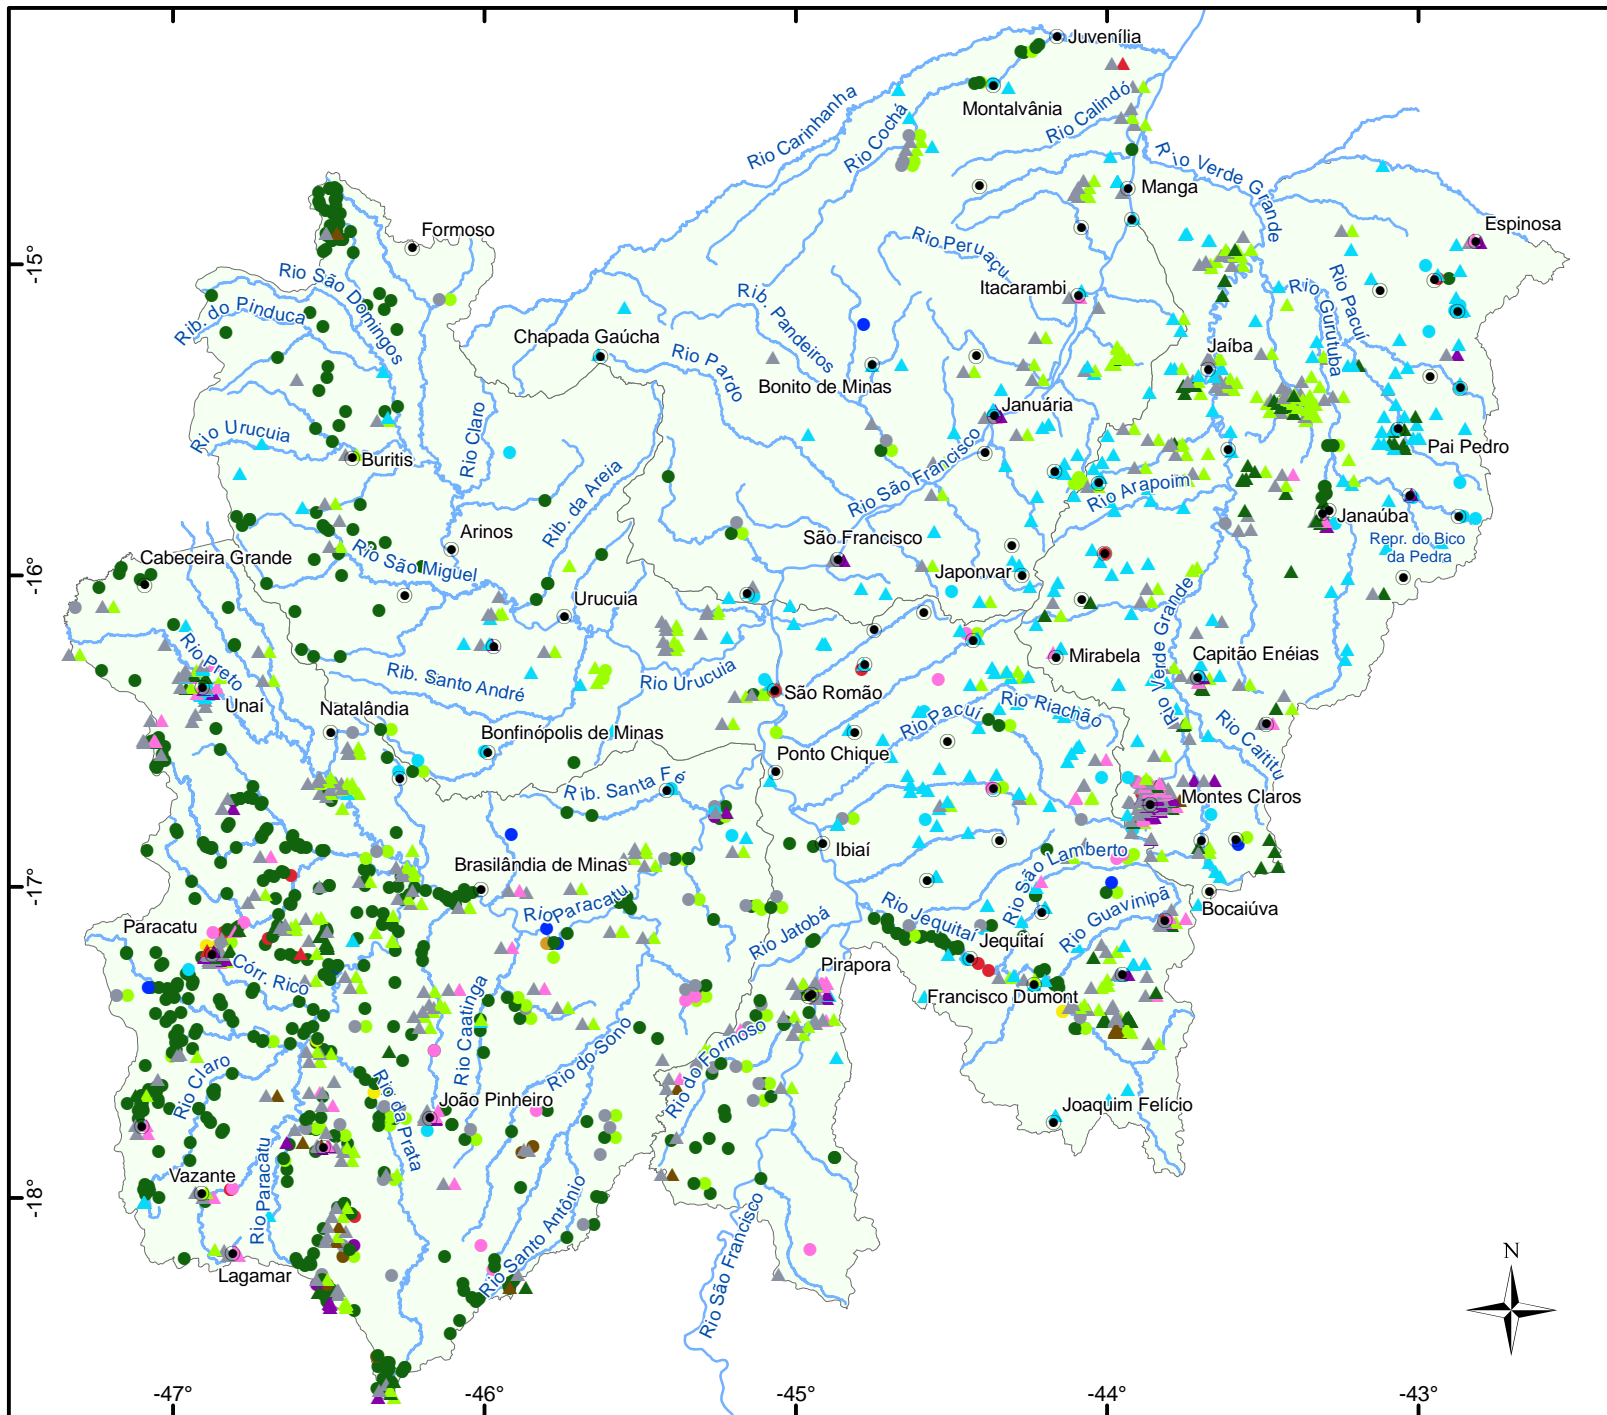 Juvenília
Montalvânia
Rio Carinhanha
Rio Cochá
Rio Calindó
Rio Verde Grande
Manga
Espinosa
Formoso
-15°
Rio São Domingos
Rio Peruaçu
Itacarambi
Rio Pacuí
Rio Gurutuba
Rib. do Pinduca
Rib. Pandeiros
Chapada Gaúcha
Rio Pardo
Bonito de Minas
Jaíba
Januária
Rio Claro
Rio Urucuia
Buritis
Pai Pedro
Rio São Francisco
Rio Arapoim
Rib. da Areia
Janaúba
Arinos
São Francisco
Repr. do Bico
da Pedra
Cabeceira Grande
Rio São Miguel
Japonvar
-16°
Urucuia
Rio Verde Grande
Rio Preto
Mirabela
Capitão Enéias
Rib. Santo André
Rio Urucuia
São Romão
Unaí
Natalândia
Rio Pacuí
Rio Riachão
Rio Caititu
Bonfinópolis de Minas
Ponto Chique
Rib. Santa Fé
Montes Claros
Ibiaí
Brasilândia de Minas
Rio São Lamberto
-17°
Rio Paracatu
Rio Guavinipã
Bocaiúva
Paracatu
Rio Jatobá
Rio Jequitaí
Jequitaí
Córr. Rico
Pirapora
Francisco Dumont
Rio Caatinga
Rio do Sono
Rio do Formoso
Rio Claro
Rio da Prata
João Pinheiro
Joaquim Felício
Vazante
Rio Paracatu
-18°
Rio Santo Antônio
Rio São Francisco
Lagamar
N
-47°
-46°
-45°
-44°
-43°